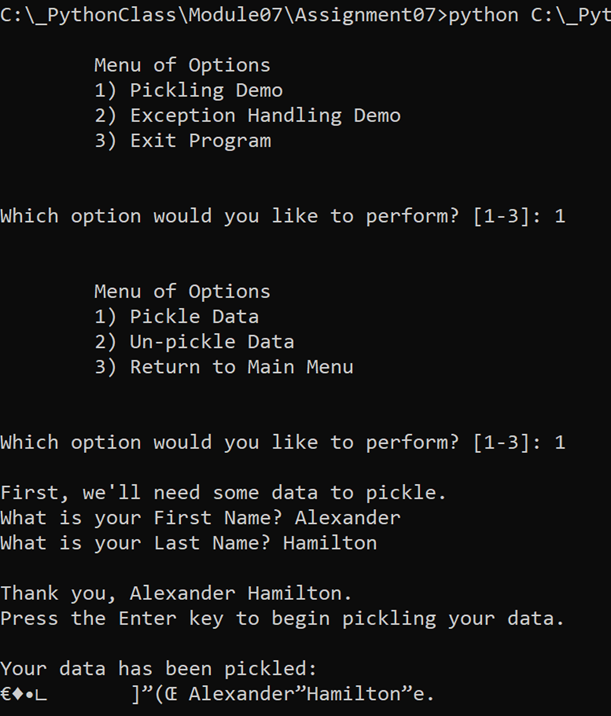 C:\_PythonClass\Module07\Assignment07>python C:\_Pyt
Menu of Options
1) Pickling Demo
2) Exception Handling Demo
3) Exit Program
Which option would you like to perform? [1-3]: 1
Menu of Options
1) Pickle Data
2) Un-pickle Data
3) Return to Main Menu
Which option would you like to perform? [1-3]: 1
First, we'll need some data to pickle.
What is your First Name? Alexander
What is your Last Name? Hamilton
Thank you, Alexander Hamilton.
Press the Enter key to begin pickling your data.
Your data has been pickled:
€♦•∟       ]”(Œ Alexander”Hamilton”e.